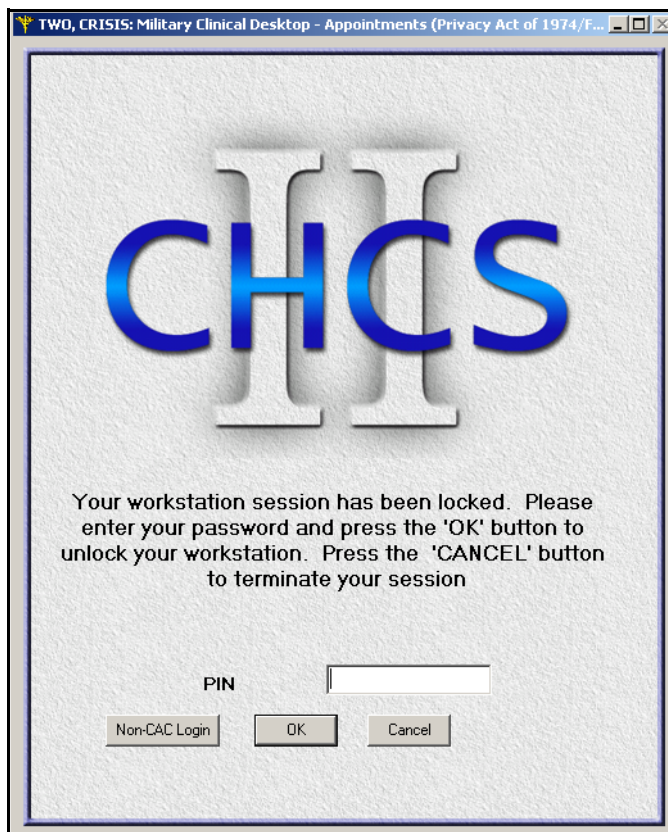 TWO, CRISIS: Military Clinical Desktop - Appointments (Privacy Act of 1974/F...
II
CHCS
Your workstation session has been locked.  Please
enter your password and press the 'OK' button to
unlock your workstation.  Press the  'CANCEL' button
to terminate your session
PIN
Non-CAC Login OK Cancel